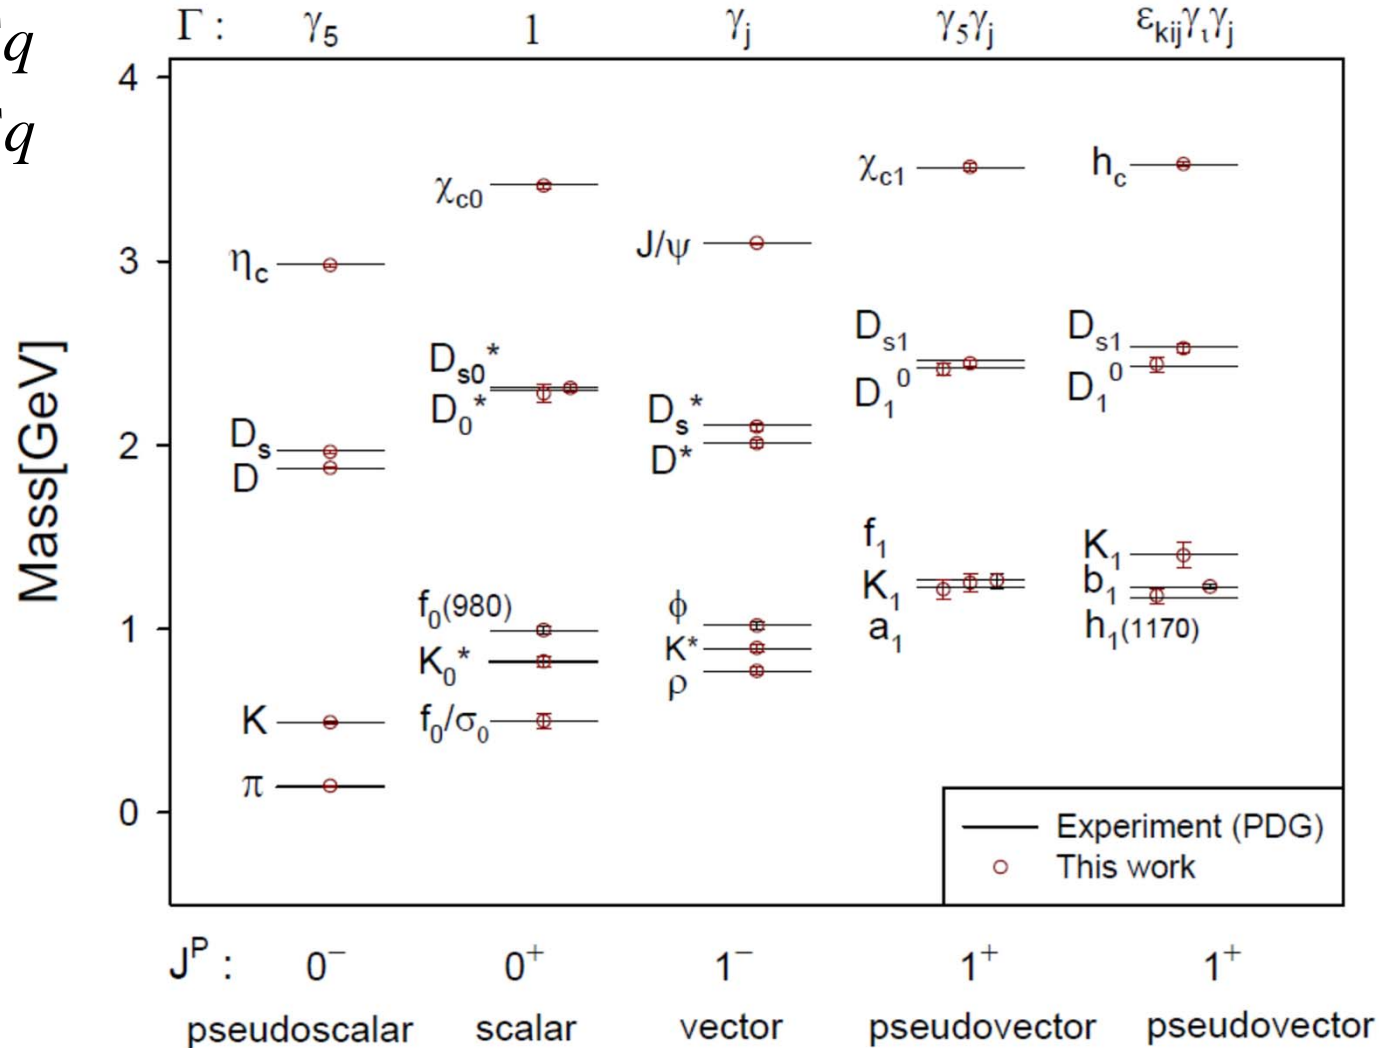 q
q
Γ : γ5 1 γj γ5γj εkijγιγj
4
3
2
1
0
Mass[GeV]
ηc
Ds
D
K
π
χc0
Ds0*
D0*
f0(980)
K0*
f0/σ0
J/ψ
Ds*
D*
ϕ
K*
ρ
χc1
Ds1
D1^0
f1
K1
a1
hc
Ds1
D1^0
K1
b1
h1(1170)
Experiment (PDG)
This work
J^P : 0⁻ 0⁺ 1⁻ 1⁺ 1⁺
pseudoscalar scalar vector pseudovector pseudovector